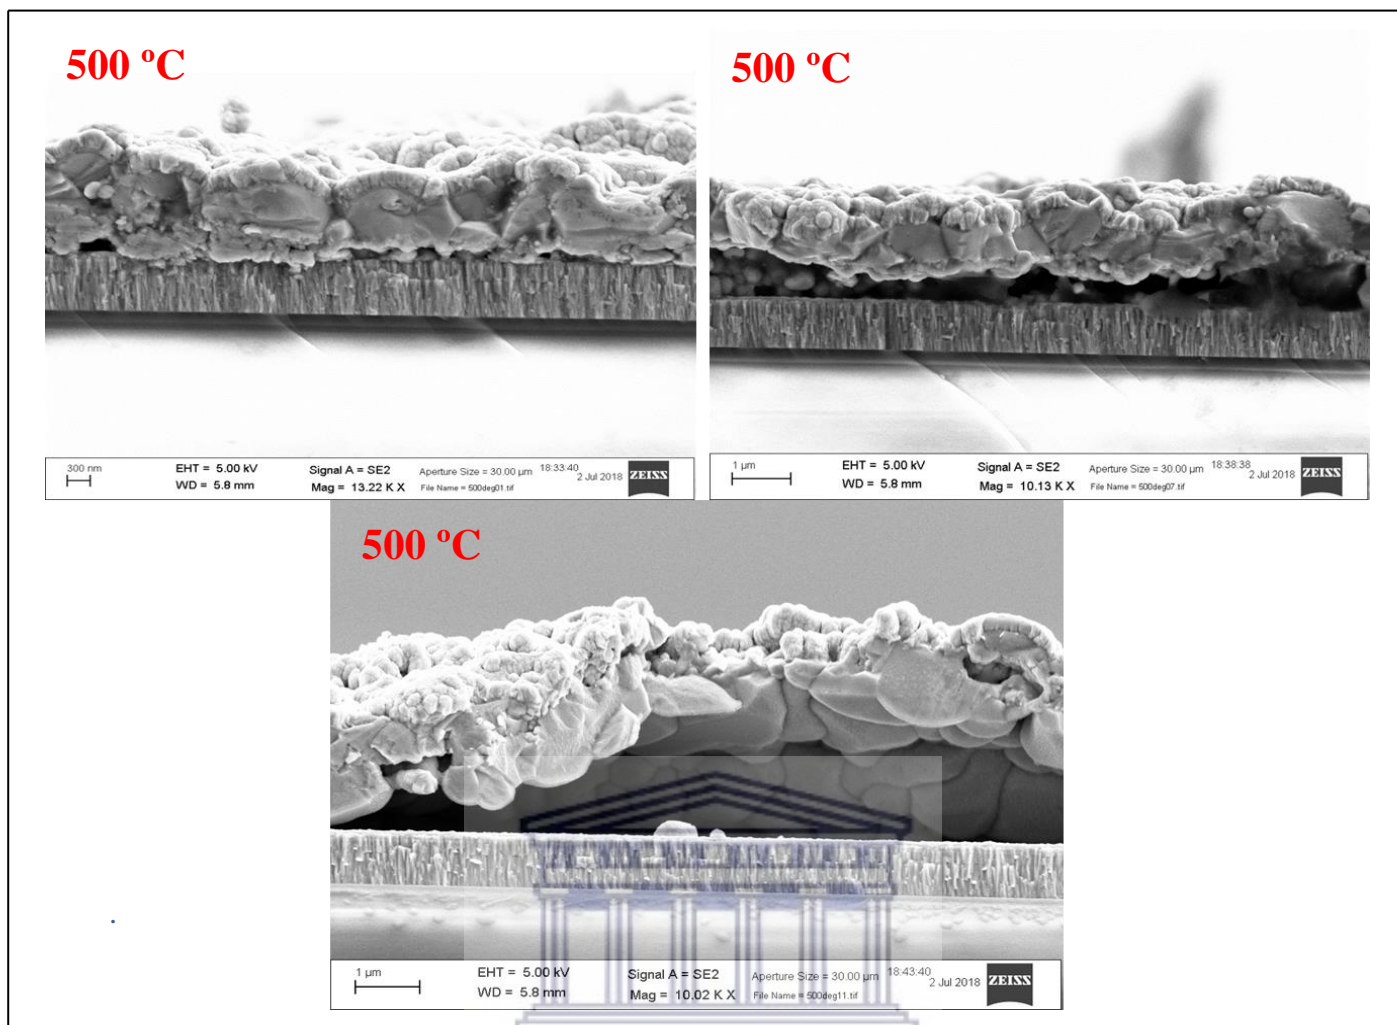 500 ºC
300 nm
EHT = 5.00 kV
WD = 5.8 mm
Signal A = SE2
Mag = 13.22 K X
Aperture Size = 30.00 µm
File Name = 500deg01.tif
18:33:40
2 Jul 2018
ZEISS
500 ºC
1 µm
EHT = 5.00 kV
WD = 5.8 mm
Signal A = SE2
Mag = 10.13 K X
Aperture Size = 30.00 µm
File Name = 500deg07.tif
18:38:38
2 Jul 2018
ZEISS
500 ºC
1 µm
EHT = 5.00 kV
WD = 5.8 mm
Signal A = SE2
Mag = 10.02 K X
Aperture Size = 30.00 µm
File Name = 500deg11.tif
18:43:40
2 Jul 2018
ZEISS